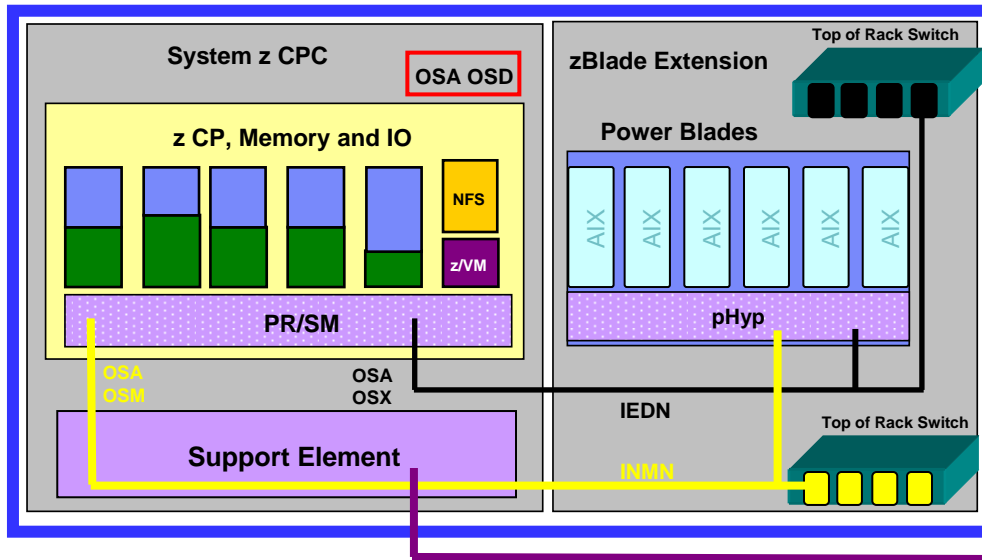 System z CPC
OSA OSD
z CP, Memory and IO
NFS
z/VM
PR/SM
OSA
OSM
OSA
OSX
Support Element
zBlade Extension
Top of Rack Switch
Power Blades
AIX
AIX
AIX
AIX
AIX
AIX
pHyp
IEDN
INMN
Top of Rack Switch